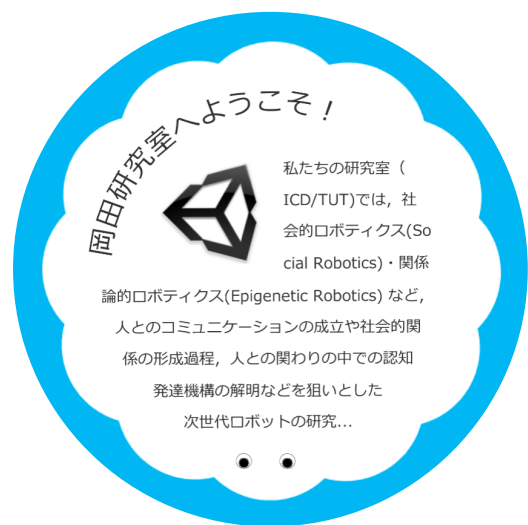 岡田研究室へようこそ！
私たちの研究室（
ICD/TUT)では，社
会的ロボティクス(So
cial Robotics)・関係
論的ロボティクス(Epigenetic Robotics) など，
人とのコミュニケーションの成立や社会的関
係の形成過程，人との関わりの中での認知
発達機構の解明などを狙いとした
次世代ロボットの研究...